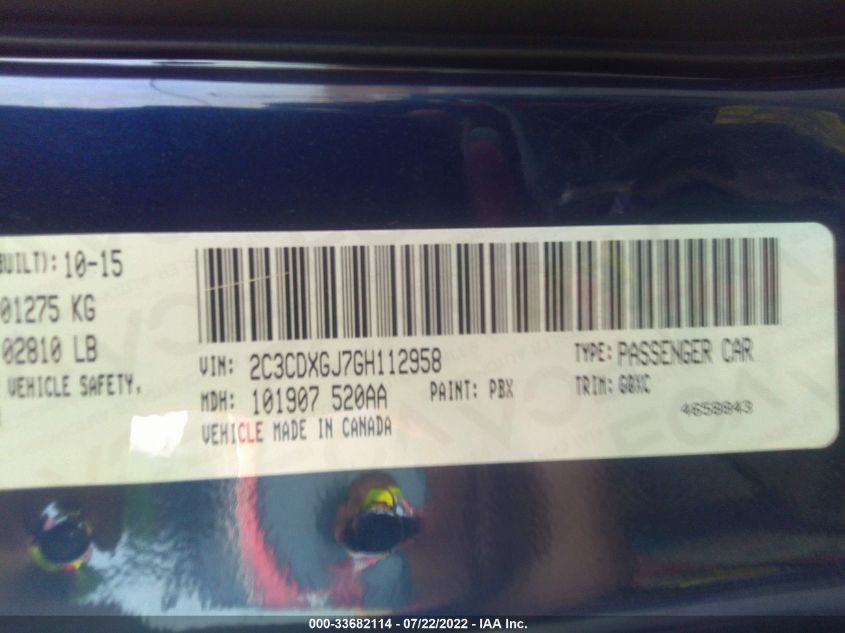 BUILT): 10-15
01275 KG
02810 LB
VEHICLE SAFETY.
VIN: 2C3CDXGJ7GH112958
TYPE: PASSENGER CAR
MDH: 101907 520AA
PAINT: PBX
TRIM: G8XC
VEHICLE MADE IN CANADA
4658843
000-33682114 - 07/22/2022 - IAA Inc.